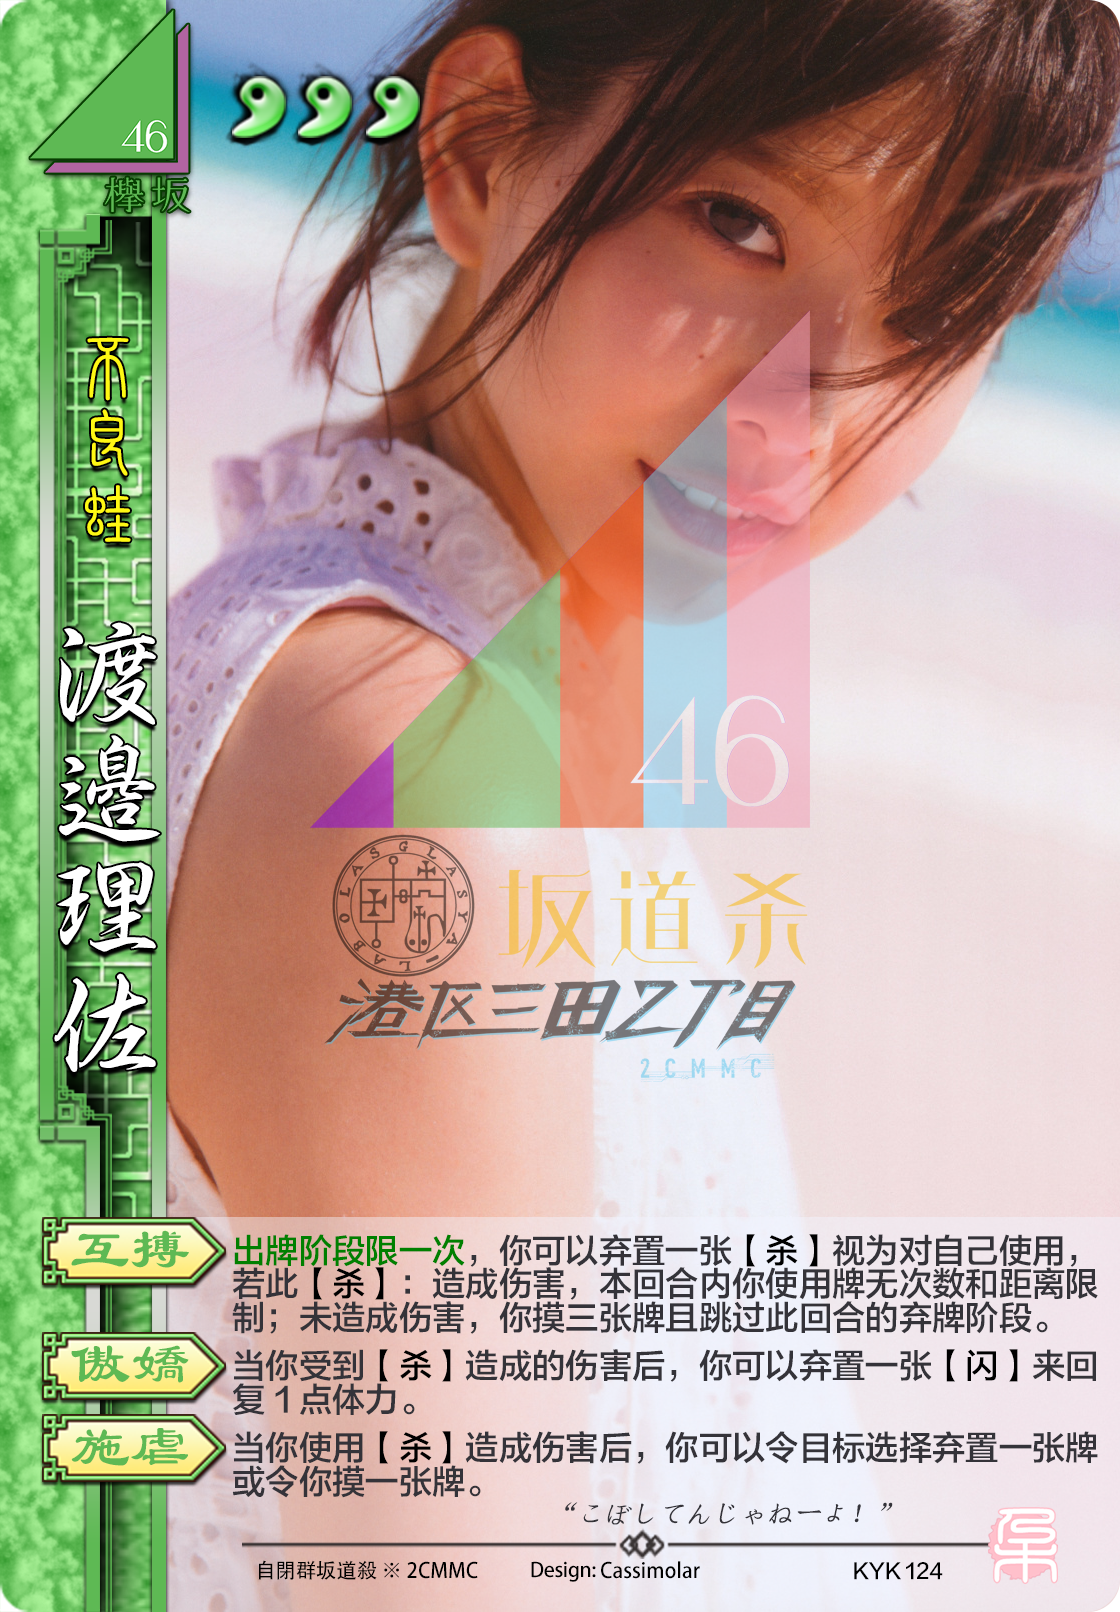 46
欅坂
不良蛙
渡邉理佐
46
GLASYA-LABOLAS
坂道杀
港区三田2丁目
2CMMC
互搏
出牌阶段限一次，你可以弃置一张【杀】视为对自己使用，
若此【杀】：造成伤害，本回合内你使用牌无次数和距离限
制；未造成伤害，你摸三张牌且跳过此回合的弃牌阶段。
傲嬌
当你受到【杀】造成的伤害后，你可以弃置一张【闪】来回
复1点体力。
施虐
当你使用【杀】造成伤害后，你可以令目标选择弃置一张牌
或令你摸一张牌。
“こぼしてんじゃねーよ！”
自閉群坂道殺 ※ 2CMMC
Design: Cassimolar
KYK 124